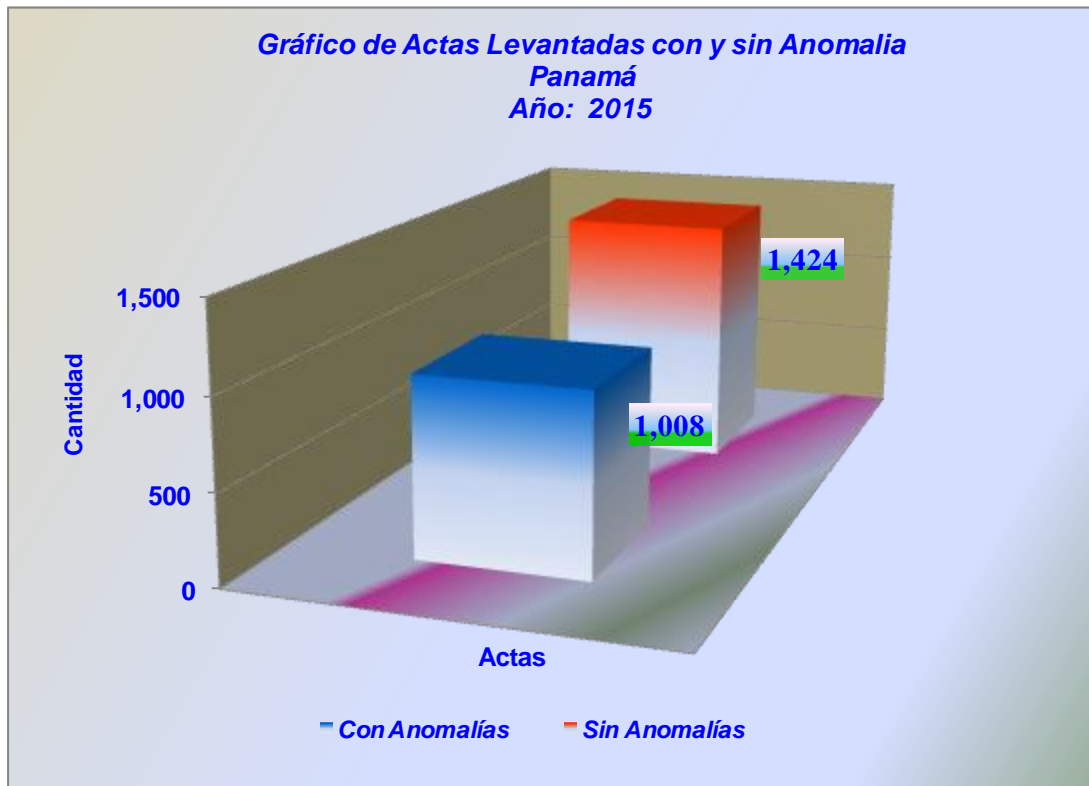 Gráfico de Actas Levantadas con y sin Anomalia
Panamá
Año: 2015
1,424
1,500
1,000
1,008
500
0
Cantidad
Actas
Con Anomalías
Sin Anomalías